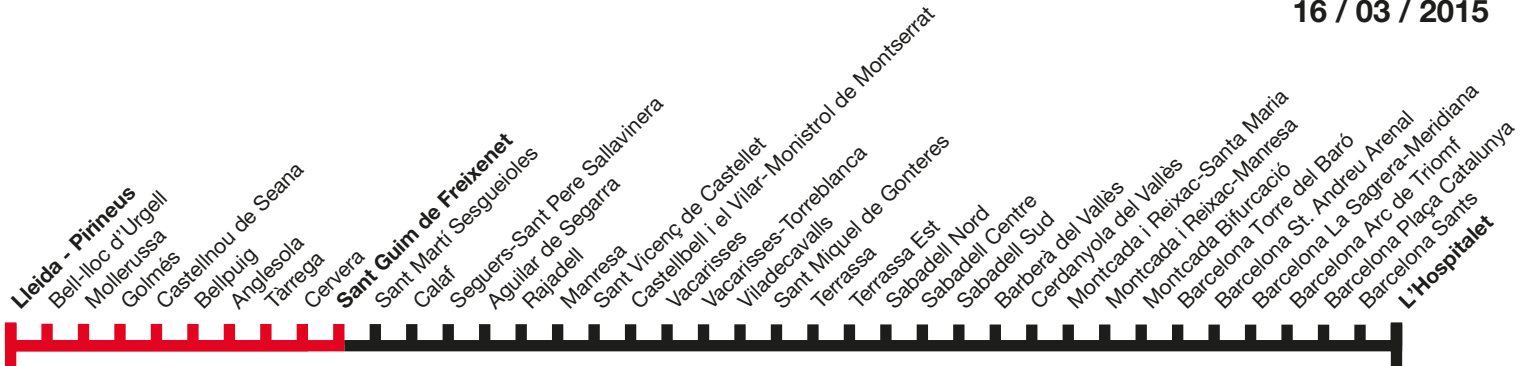 16 / 03 / 2015
Lleida - Pirineus
Bell-lloc d'Urgell
Mollerussa
Golmés
Castellnou de Seana
Bellpuig
Anglesola
Tàrrega
Cervera
Sant Guim de Freixenet
Sant Martí Sesgueioles
Calaf
Seguers-Sant Pere Sallavinera
Aguilar de Segarra
Rajadell
Manresa
Sant Vicenç de Castellet
Castellbell i el Vilar-Monistrol de Montserrat
Vacarisses
Vacarisses-Torreblanca
Viladecavalls
Sant Miquel de Gonteres
Terrassa
Terrassa Est
Sabadell Nord
Sabadell Centre
Sabadell Sud
Barberà del Vallès
Cerdanyola del Vallès
Montcada i Reixac-Santa Maria
Montcada i Reixac-Manresa
Montcada Bifurcació
Barcelona Torre del Baró
Barcelona St. Andreu Arenal
Barcelona La Sagrera-Meridiana
Barcelona Arc de Triomf
Barcelona Plaça Catalunya
Barcelona Sants
L'Hospitalet